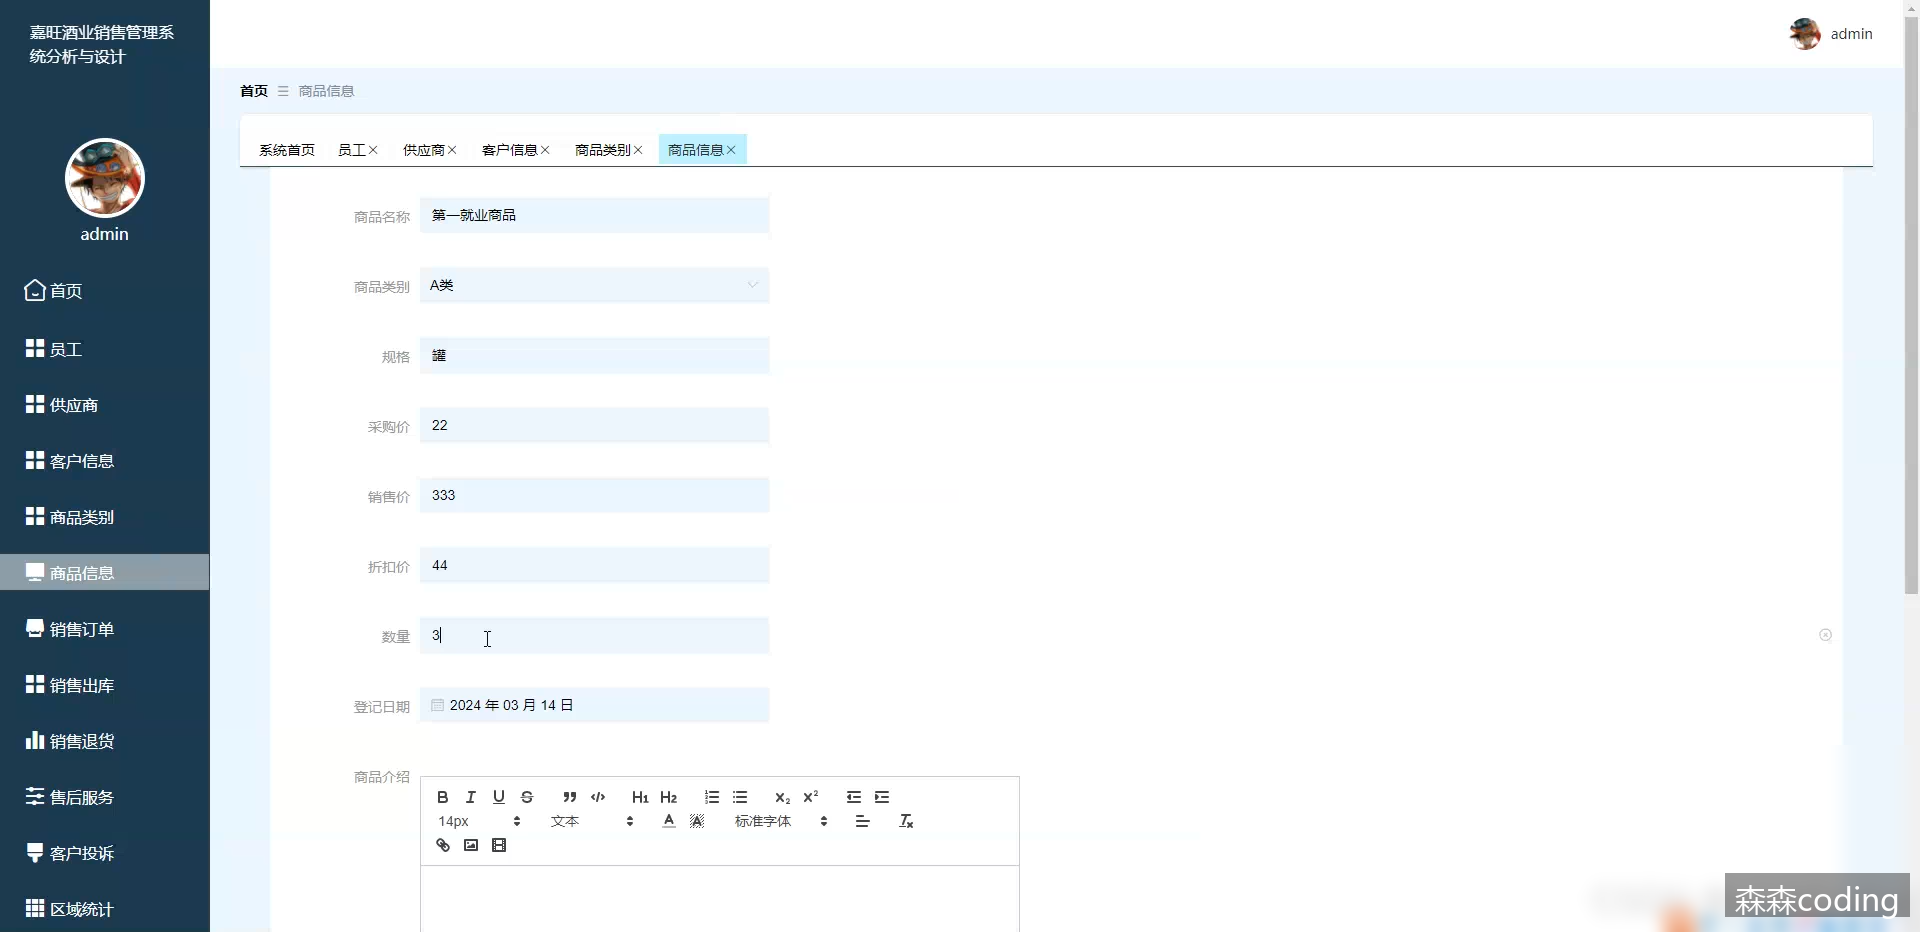 嘉旺酒业销售管理系
统分析与设计
admin
首页 商品信息
系统首页 员工 供应商 客户信息 商品类别 商品信息
admin
首页
员工
供应商
客户信息
商品类别
商品信息
销售订单
销售出库
销售退货
售后服务
客户投诉
区域统计
商品名称 第一就业商品
商品类别 A类
规格 罐
采购价 22
销售价 333
折扣价 44
数量 3
登记日期 2024 年 03 月 14 日
商品介绍
B I U S H1 H2 X2 X2
14px 文本 A A 标准字体 Tx
森森coding